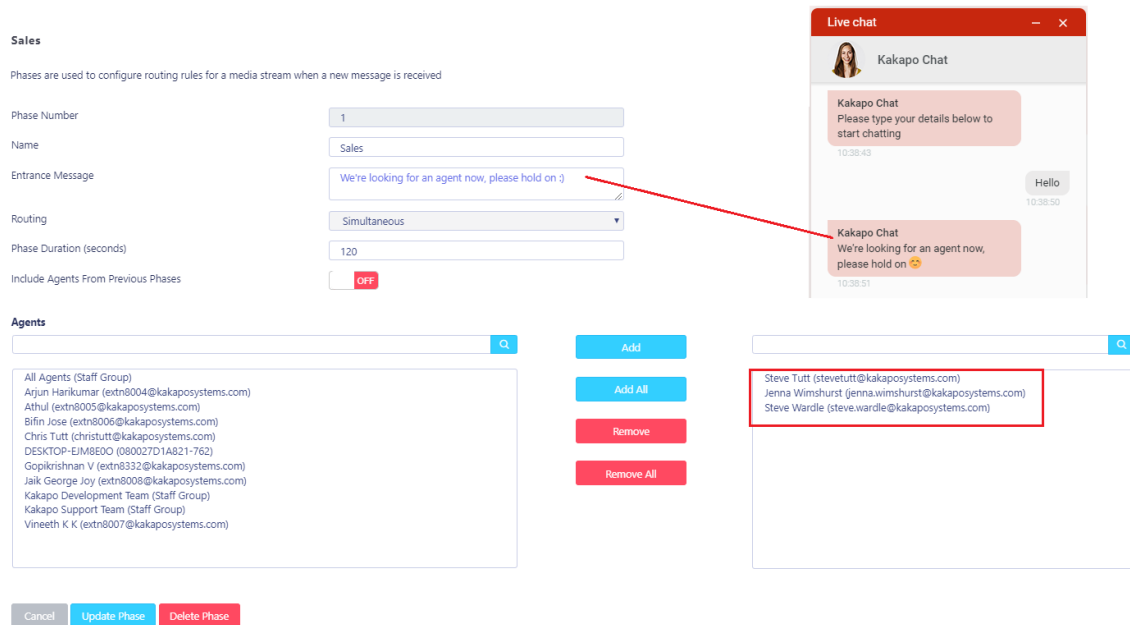 Sales
Phases are used to configure routing rules for a media stream when a new message is received
Phase Number
1
Name
Sales
Entrance Message
We're looking for an agent now, please hold on :)
Routing
Simultaneous
Phase Duration (seconds)
120
Include Agents From Previous Phases
OFF
Live chat
Kakapo Chat
Kakapo Chat
Please type your details below to
start chatting
10:38:43
Hello
10:38:50
Kakapo Chat
We're looking for an agent now,
please hold on 😊
10:38:51
Agents
All Agents (Staff Group)
Arjun Harikumar (extn8004@kakaposystems.com)
Athul (extn8005@kakaposystems.com)
Bifin Jose (extn8006@kakaposystems.com)
Chris Tutt (christutt@kakaposystems.com)
DESKTOP-EJM8E0O (080027D1A821-762)
Gopikrishnan V (extn8332@kakaposystems.com)
Jaik George Joy (extn8008@kakaposystems.com)
Kakapo Development Team (Staff Group)
Kakapo Support Team (Staff Group)
Vineeth K K (extn8007@kakaposystems.com)
Add
Add All
Remove
Remove All
Steve Tutt (stevetutt@kakaposystems.com)
Jenna Wimshurst (jenna.wimshurst@kakaposystems.com)
Steve Wardle (steve.wardle@kakaposystems.com)
Cancel
Update Phase
Delete Phase